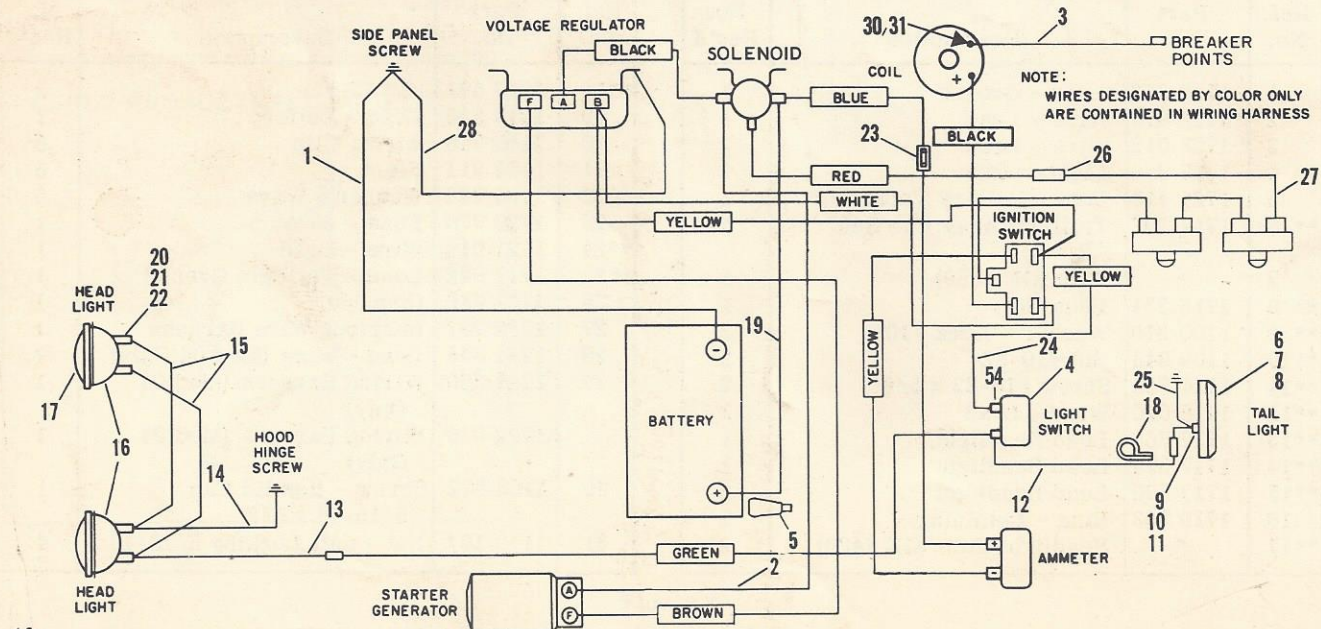 SIDE PANEL
SCREW
VOLTAGE REGULATOR
BLACK
SOLENOID
30,31
3
COIL
+
BREAKER
POINTS
NOTE:
WIRES DESIGNATED BY COLOR ONLY
ARE CONTAINED IN WIRING HARNESS
F A B
BLUE
BLACK
28
1
23
26
27
RED
WHITE
YELLOW
IGNITION
SWITCH
YELLOW
20
21
22
HEAD
LIGHT
15
17
16
19
−
BATTERY
+
5
YELLOW
24
54
4
LIGHT
SWITCH
25
18
6
7
8
TAIL
LIGHT
9
10
11
12
HOOD
HINGE
SCREW
14
13
GREEN
2
HEAD
LIGHT
STARTER
GENERATOR
A
F
BROWN
+
−
AMMETER